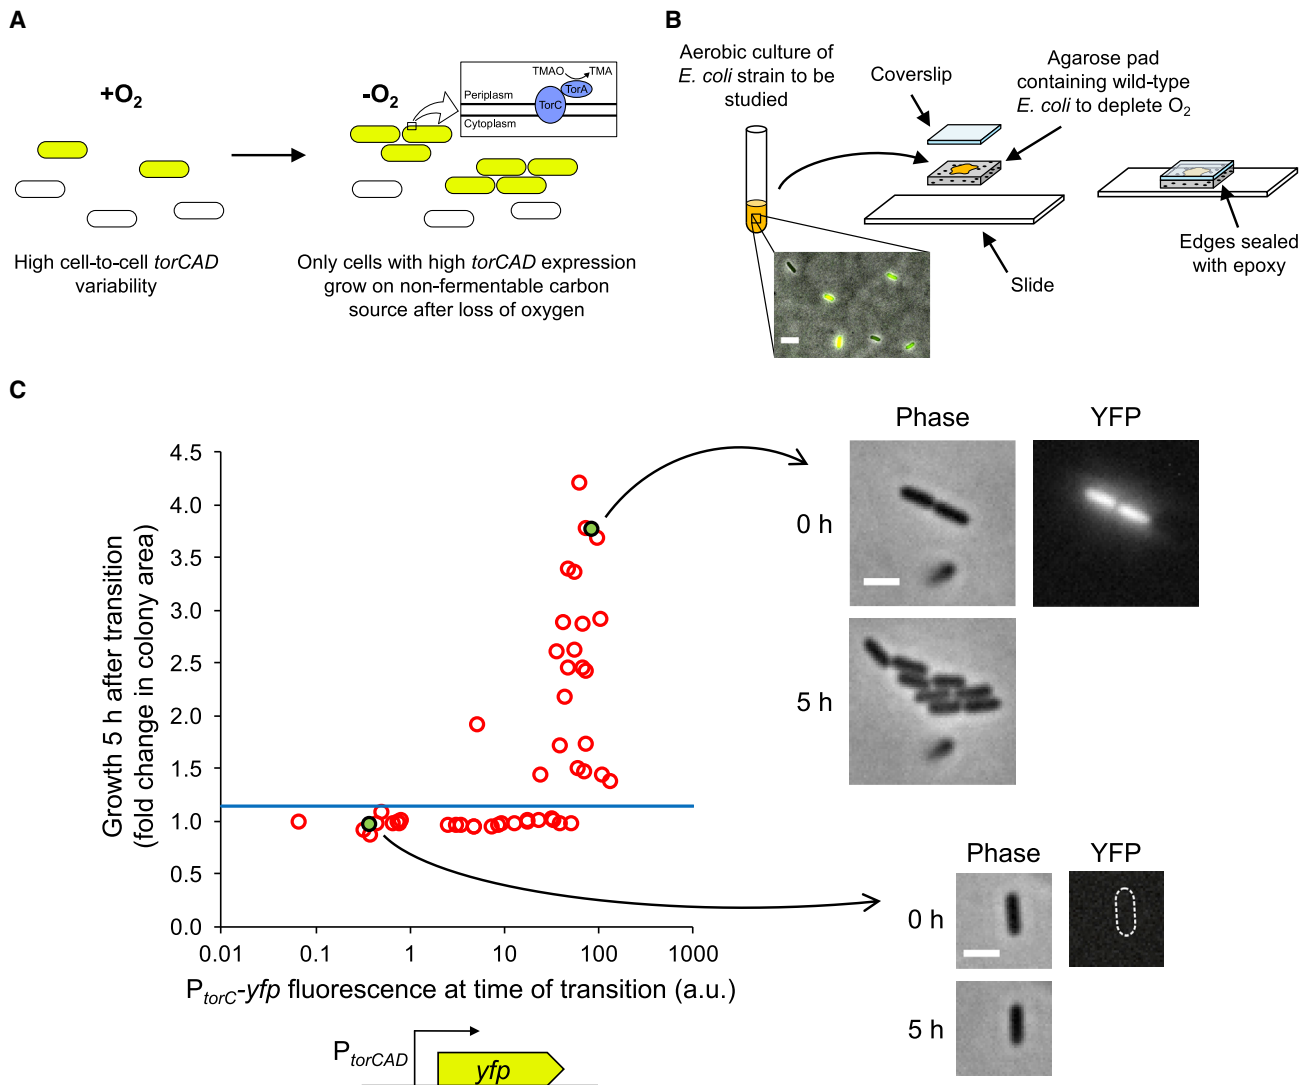 A
+O2
-O2
TMAO
TMA
TorA
TorC
Periplasm
Cytoplasm
High cell-to-cell torCAD
variability
Only cells with high torCAD expression
grow on non-fermentable carbon
source after loss of oxygen
B
Aerobic culture of
E. coli strain to be
studied
Coverslip
Agarose pad
containing wild-type
E. coli to deplete O2
Slide
Edges sealed
with epoxy
C
Growth 5 h after transition
(fold change in colony area)
4.5
4.0
3.5
3.0
2.5
2.0
1.5
1.0
0.5
0.0
0.01
0.1
1
10
100
1000
PtorC-yfp fluorescence at time of transition (a.u.)
PtorCAD
yfp
Phase
YFP
0 h
5 h
Phase
YFP
0 h
5 h